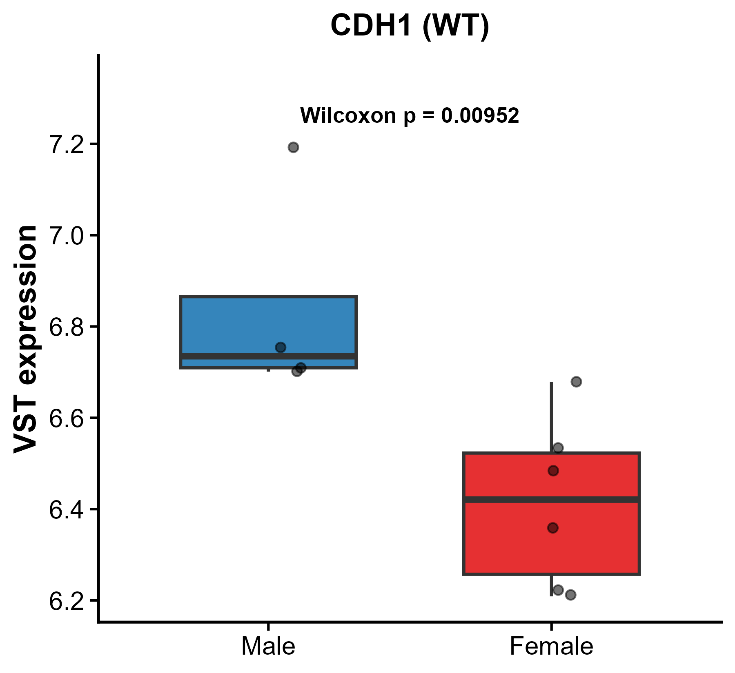 CDH1 (WT)
Wilcoxon p = 0.00952
VST expression
7.2
7.0
6.8
6.6
6.4
6.2
Male
Female